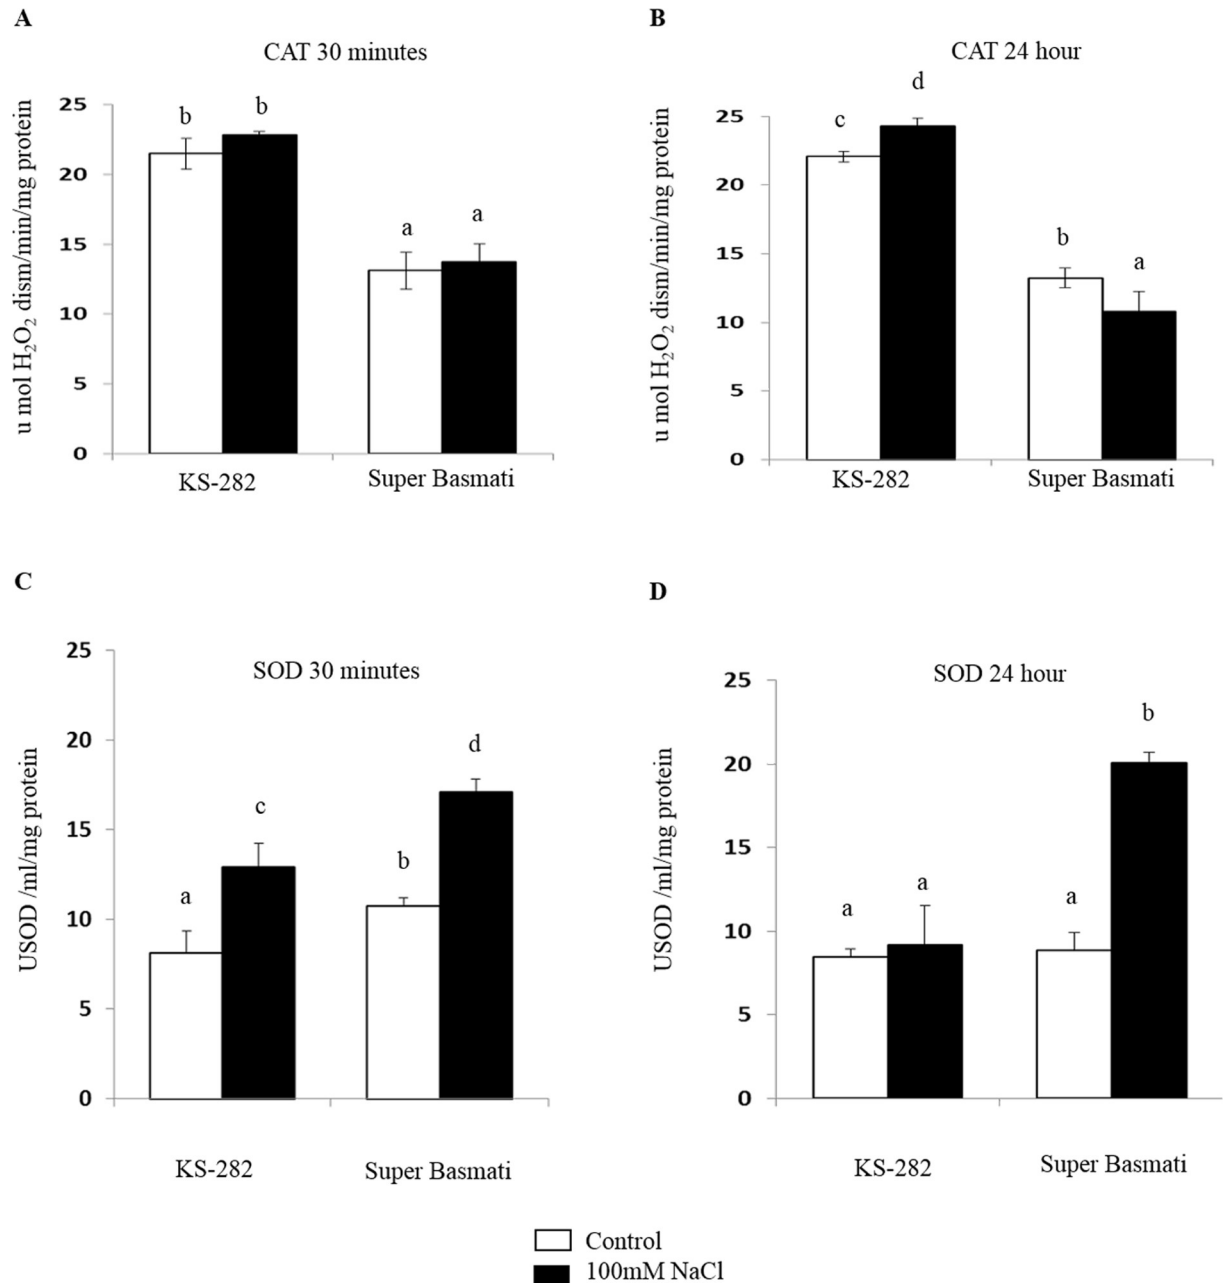 A
CAT 30 minutes
u mol H₂O₂ dism/min/mg protein
25
20
15
10
5
0
b
b
a
a
KS-282
Super Basmati
B
CAT 24 hour
u mol H₂O₂ dism/min/mg protein
25
20
15
10
5
0
c
d
b
a
KS-282
Super Basmati
C
SOD 30 minutes
USOD /ml/mg protein
25
20
15
10
5
0
a
c
b
d
KS-282
Super Basmati
D
SOD 24 hour
USOD /ml/mg protein
25
20
15
10
5
0
a
a
a
b
KS-282
Super Basmati
Control
100mM NaCl